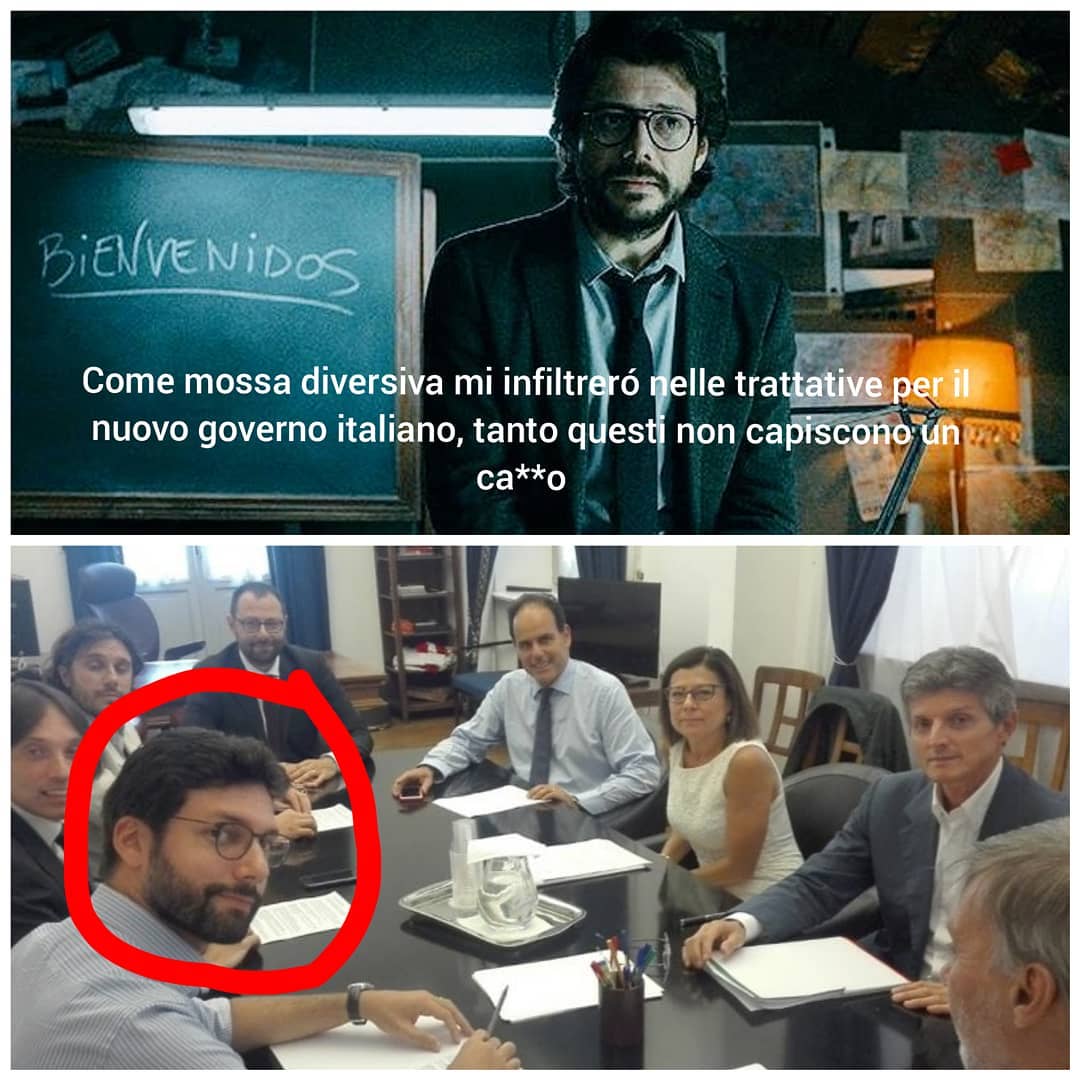 BiENVENiDOS
Come mossa diversiva mi infiltreró nelle trattative per il
nuovo governo italiano, tanto questi non capiscono un
ca**o